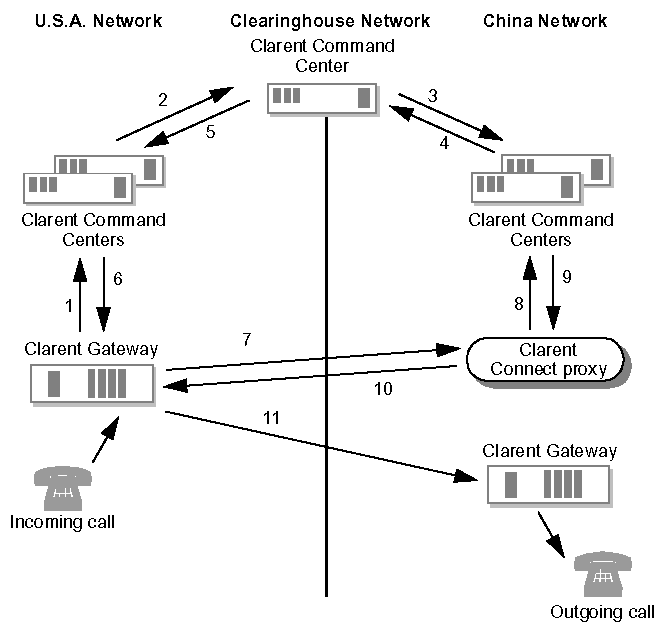 U.S.A. Network
Clearinghouse Network
China Network
Clarent Command
Center
2
5
3
4
Clarent Command
Centers
Clarent Command
Centers
1
6
8
9
Clarent Gateway
7
10
Clarent
Connect proxy
11
Clarent Gateway
Incoming call
Outgoing call